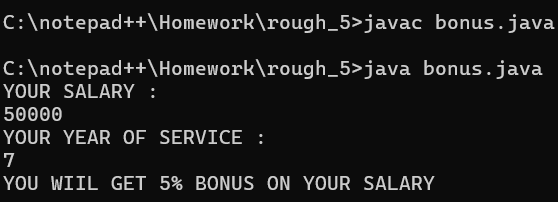 C:\notepad++\Homework\rough_5>javac bonus.java
C:\notepad++\Homework\rough_5>java bonus.java
YOUR SALARY :
50000
YOUR YEAR OF SERVICE :
7
YOU WIIL GET 5% BONUS ON YOUR SALARY